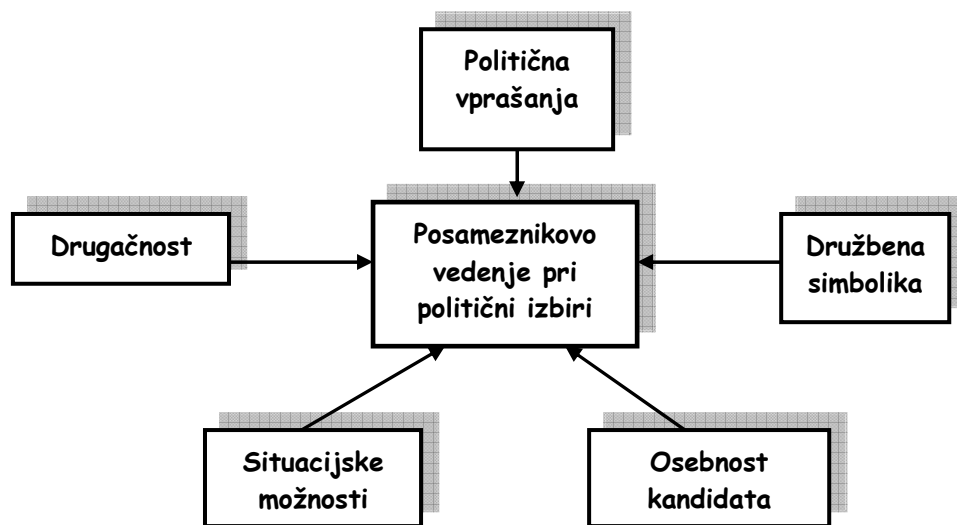 Politična
vprašanja
Drugačnost
Posameznikovo
vedenje pri
politični izbiri
Družbena
simbolika
Situacijske
možnosti
Osebnost
kandidata